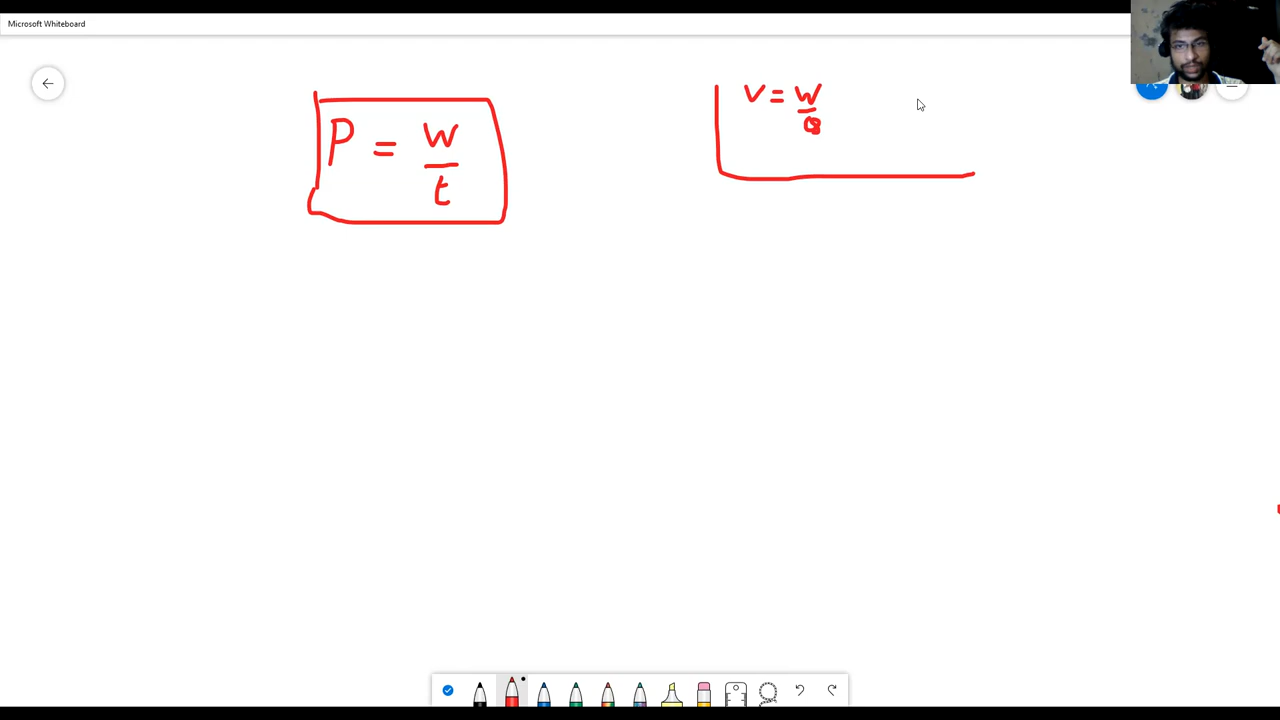 Microsoft Whiteboard
P = W/t
V = W/Q